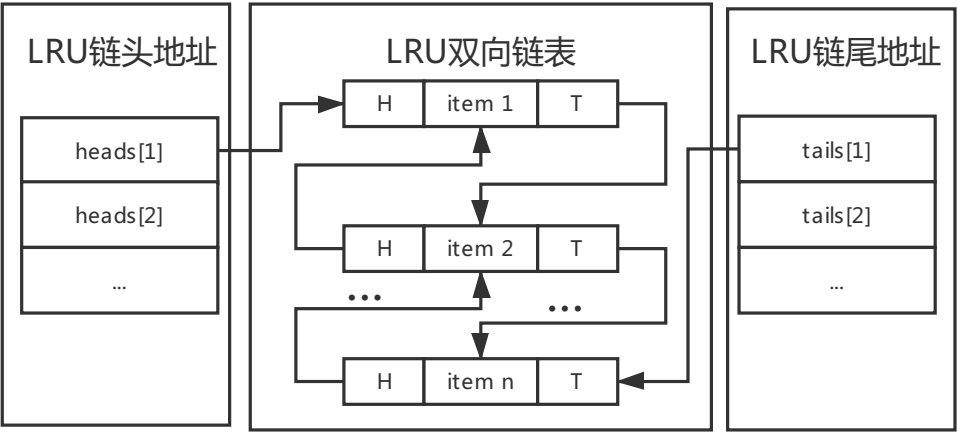 LRU链头地址
heads[1]
heads[2]
...
LRU双向链表
H item 1 T
H item 2 T
... ...
H item n T
LRU链尾地址
tails[1]
tails[2]
...